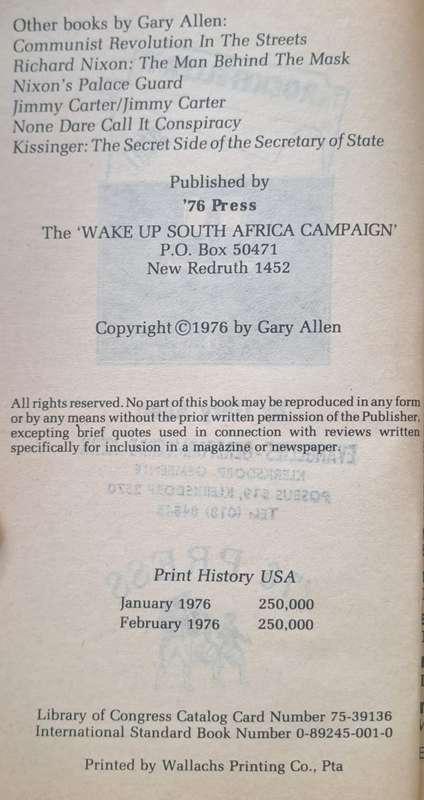 Other books by Gary Allen:
Communist Revolution In The Streets
Richard Nixon: The Man Behind The Mask
Nixon's Palace Guard
Jimmy Carter/Jimmy Carter
None Dare Call It Conspiracy
Kissinger: The Secret Side of the Secretary of State
Published by
'76 Press
The 'WAKE UP SOUTH AFRICA CAMPAIGN'
P.O. Box 50471
New Redruth 1452
Copyright ©1976 by Gary Allen
All rights reserved. No part of this book may be reproduced in any form
or by any means without the prior written permission of the Publisher,
excepting brief quotes used in connection with reviews written
specifically for inclusion in a magazine or newspaper.
Print History USA
January 1976 250,000
February 1976 250,000
Library of Congress Catalog Card Number 75-39136
International Standard Book Number 0-89245-001-0
Printed by Wallachs Printing Co., Pta